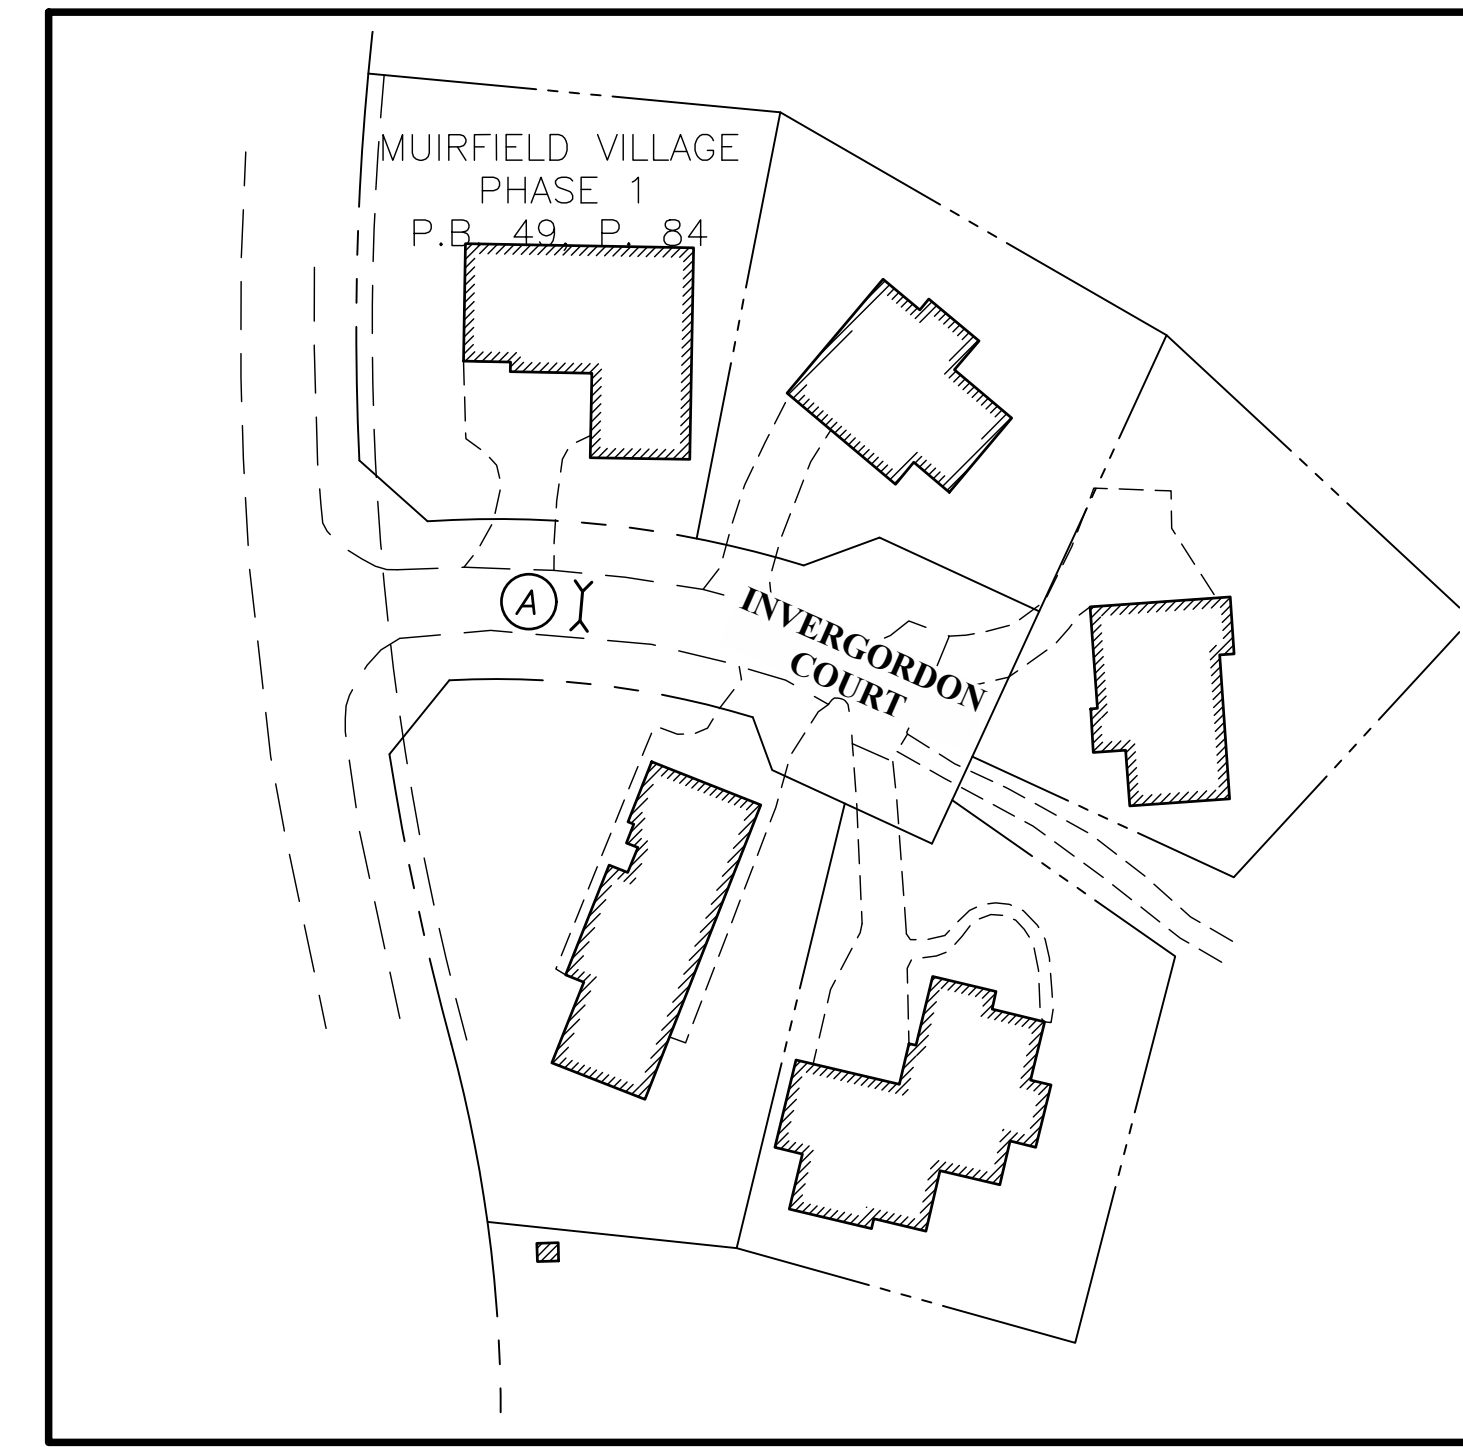 MUIRFIELD VILLAGE
PHASE 1
P.B. 49, P. 84
A
INVERGORDON
COURT